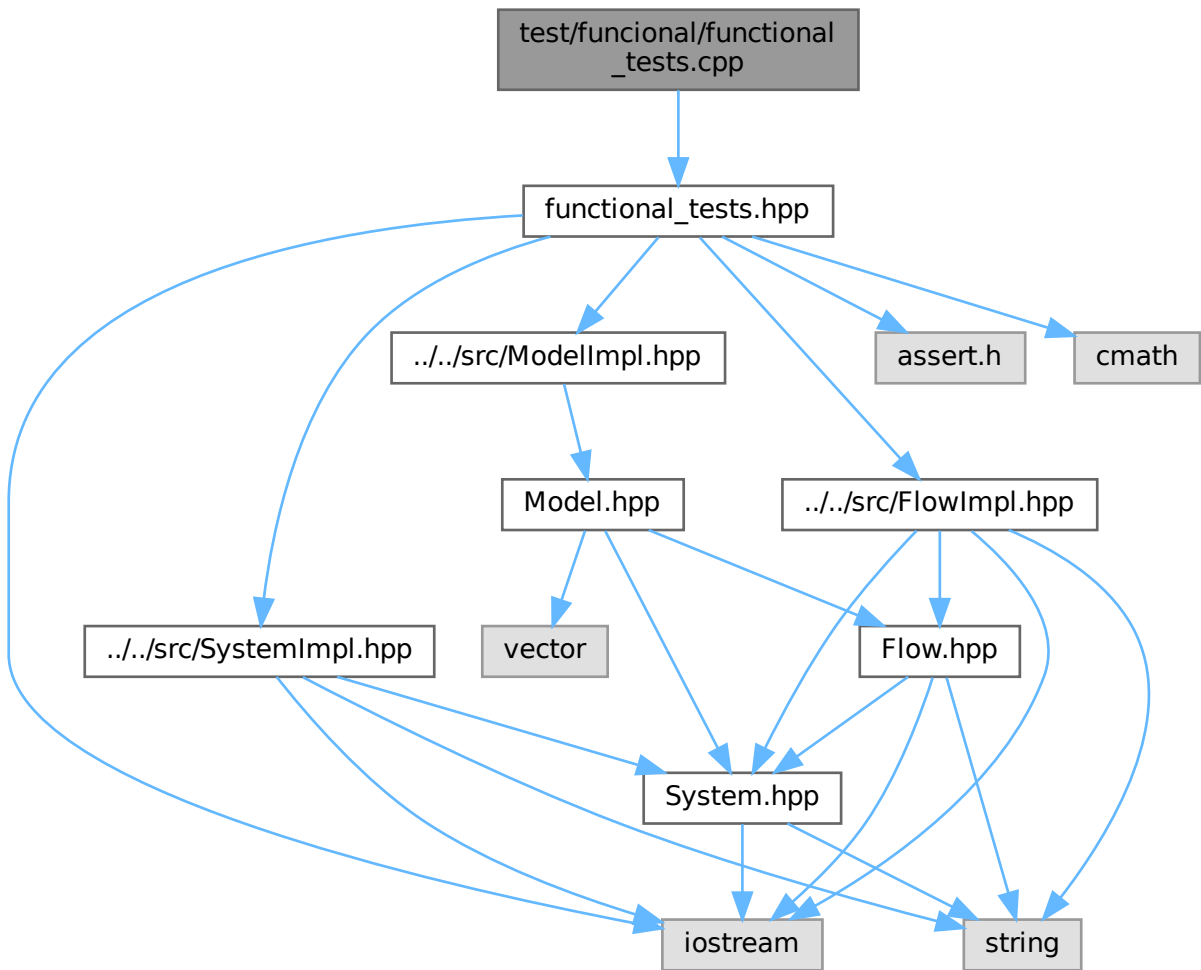 test/funcional/functional
_tests.cpp
functional_tests.hpp
../../src/ModelImpl.hpp
assert.h
cmath
Model.hpp
../../src/FlowImpl.hpp
../../src/SystemImpl.hpp
vector
Flow.hpp
System.hpp
iostream
string